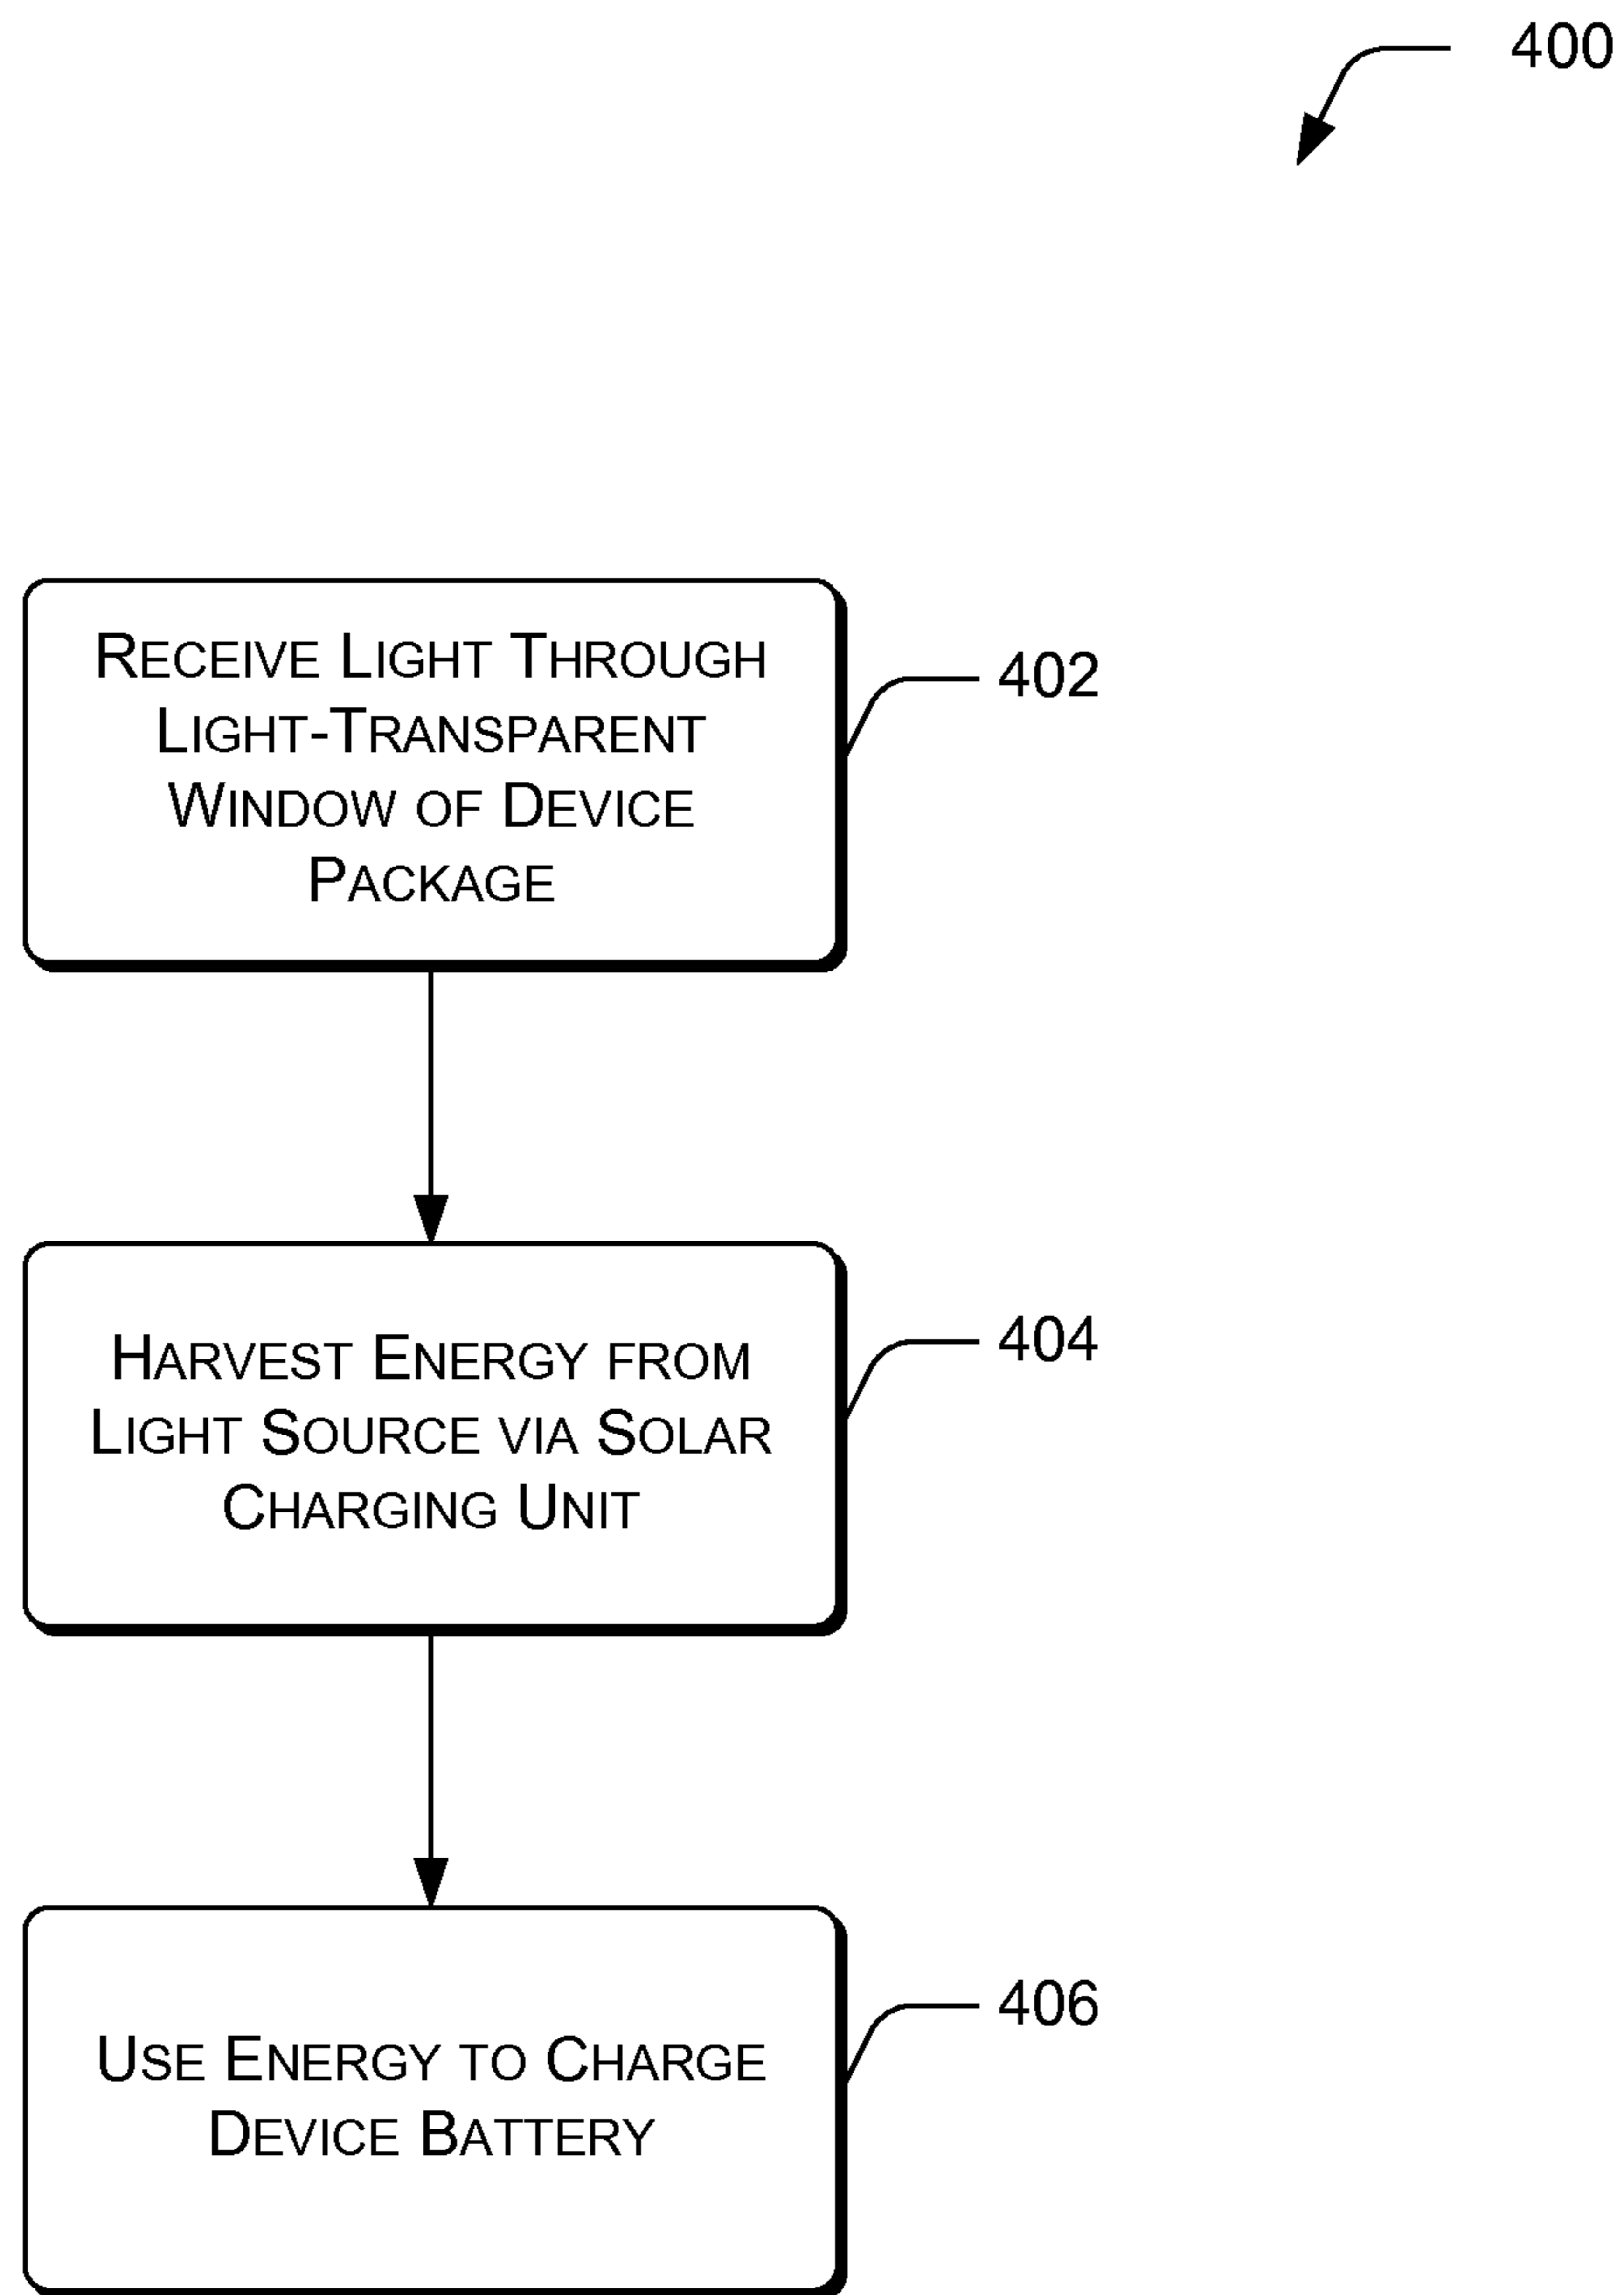 400
RECEIVE LIGHT THROUGH
LIGHT-TRANSPARENT
WINDOW OF DEVICE
PACKAGE
402
HARVEST ENERGY FROM
LIGHT SOURCE VIA SOLAR
CHARGING UNIT
404
USE ENERGY TO CHARGE
DEVICE BATTERY
406